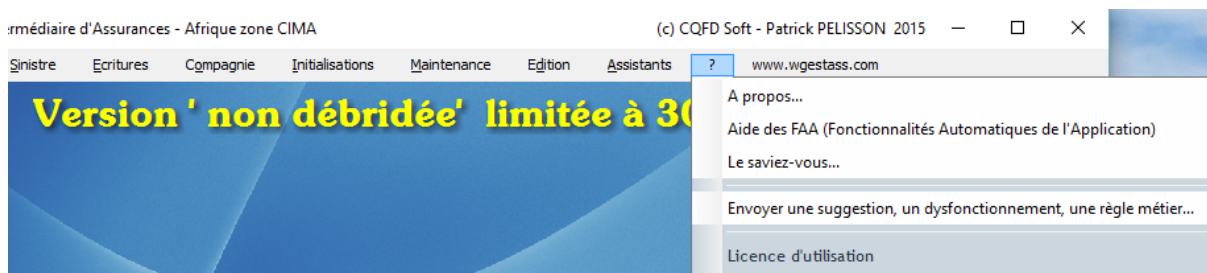 d'Assurances - Afrique zone CIMA (c) CQFD Soft - Patrick PELISSON 2015
Sinistre Ecritures Compagnie Initialisations Maintenance Edition Assistants ? www.wgestass.com
Version ' non débridée' limitée à 30
A propos...
Aide des FAA (Fonctionnalités Automatiques de l'Application)
Le saviez-vous...
Envoyer une suggestion, un dysfonctionnement, une règle métier...
Licence d'utilisation